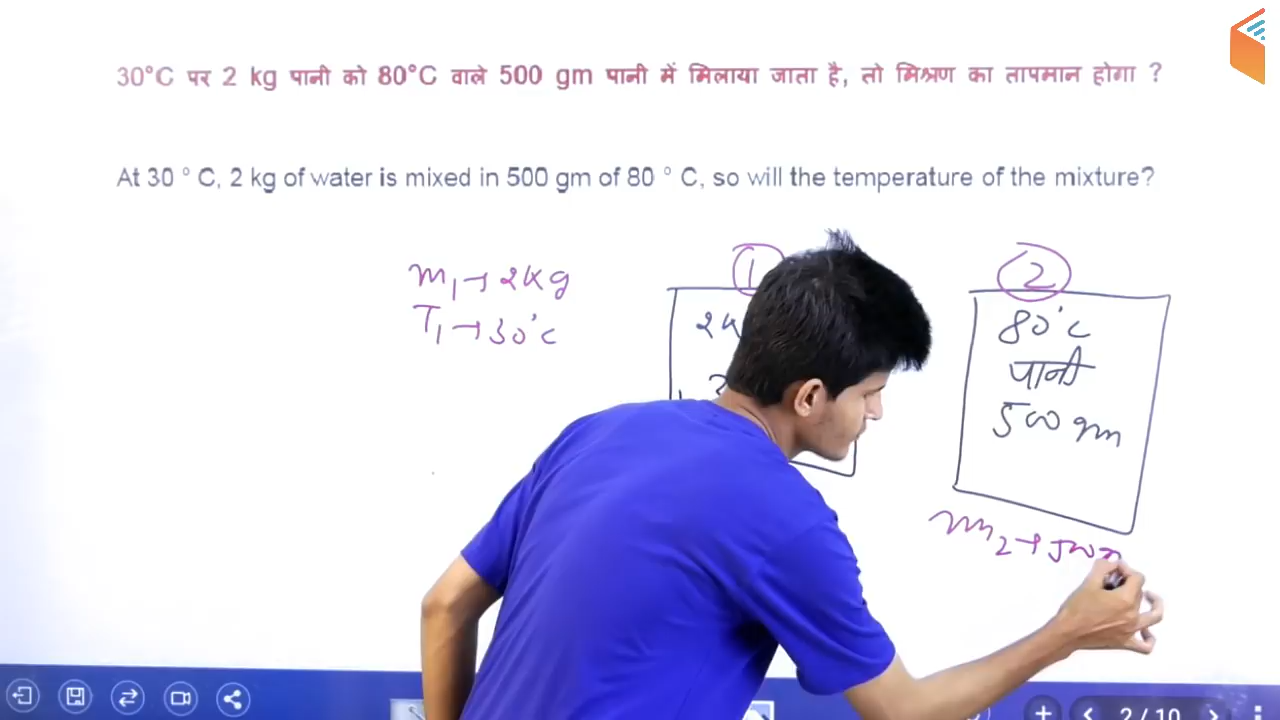 30°C पर 2 kg पानी को 80°C वाले 500 gm पानी में मिलाया जाता है, तो मिश्रण का तापमान होगा ?
At 30 ° C, 2 kg of water is mixed in 500 gm of 80 ° C, so will the temperature of the mixture?
m₁→2kg
T₁→30°C
1
2
80°C
पानी
500 gm
m₂→500
2/10